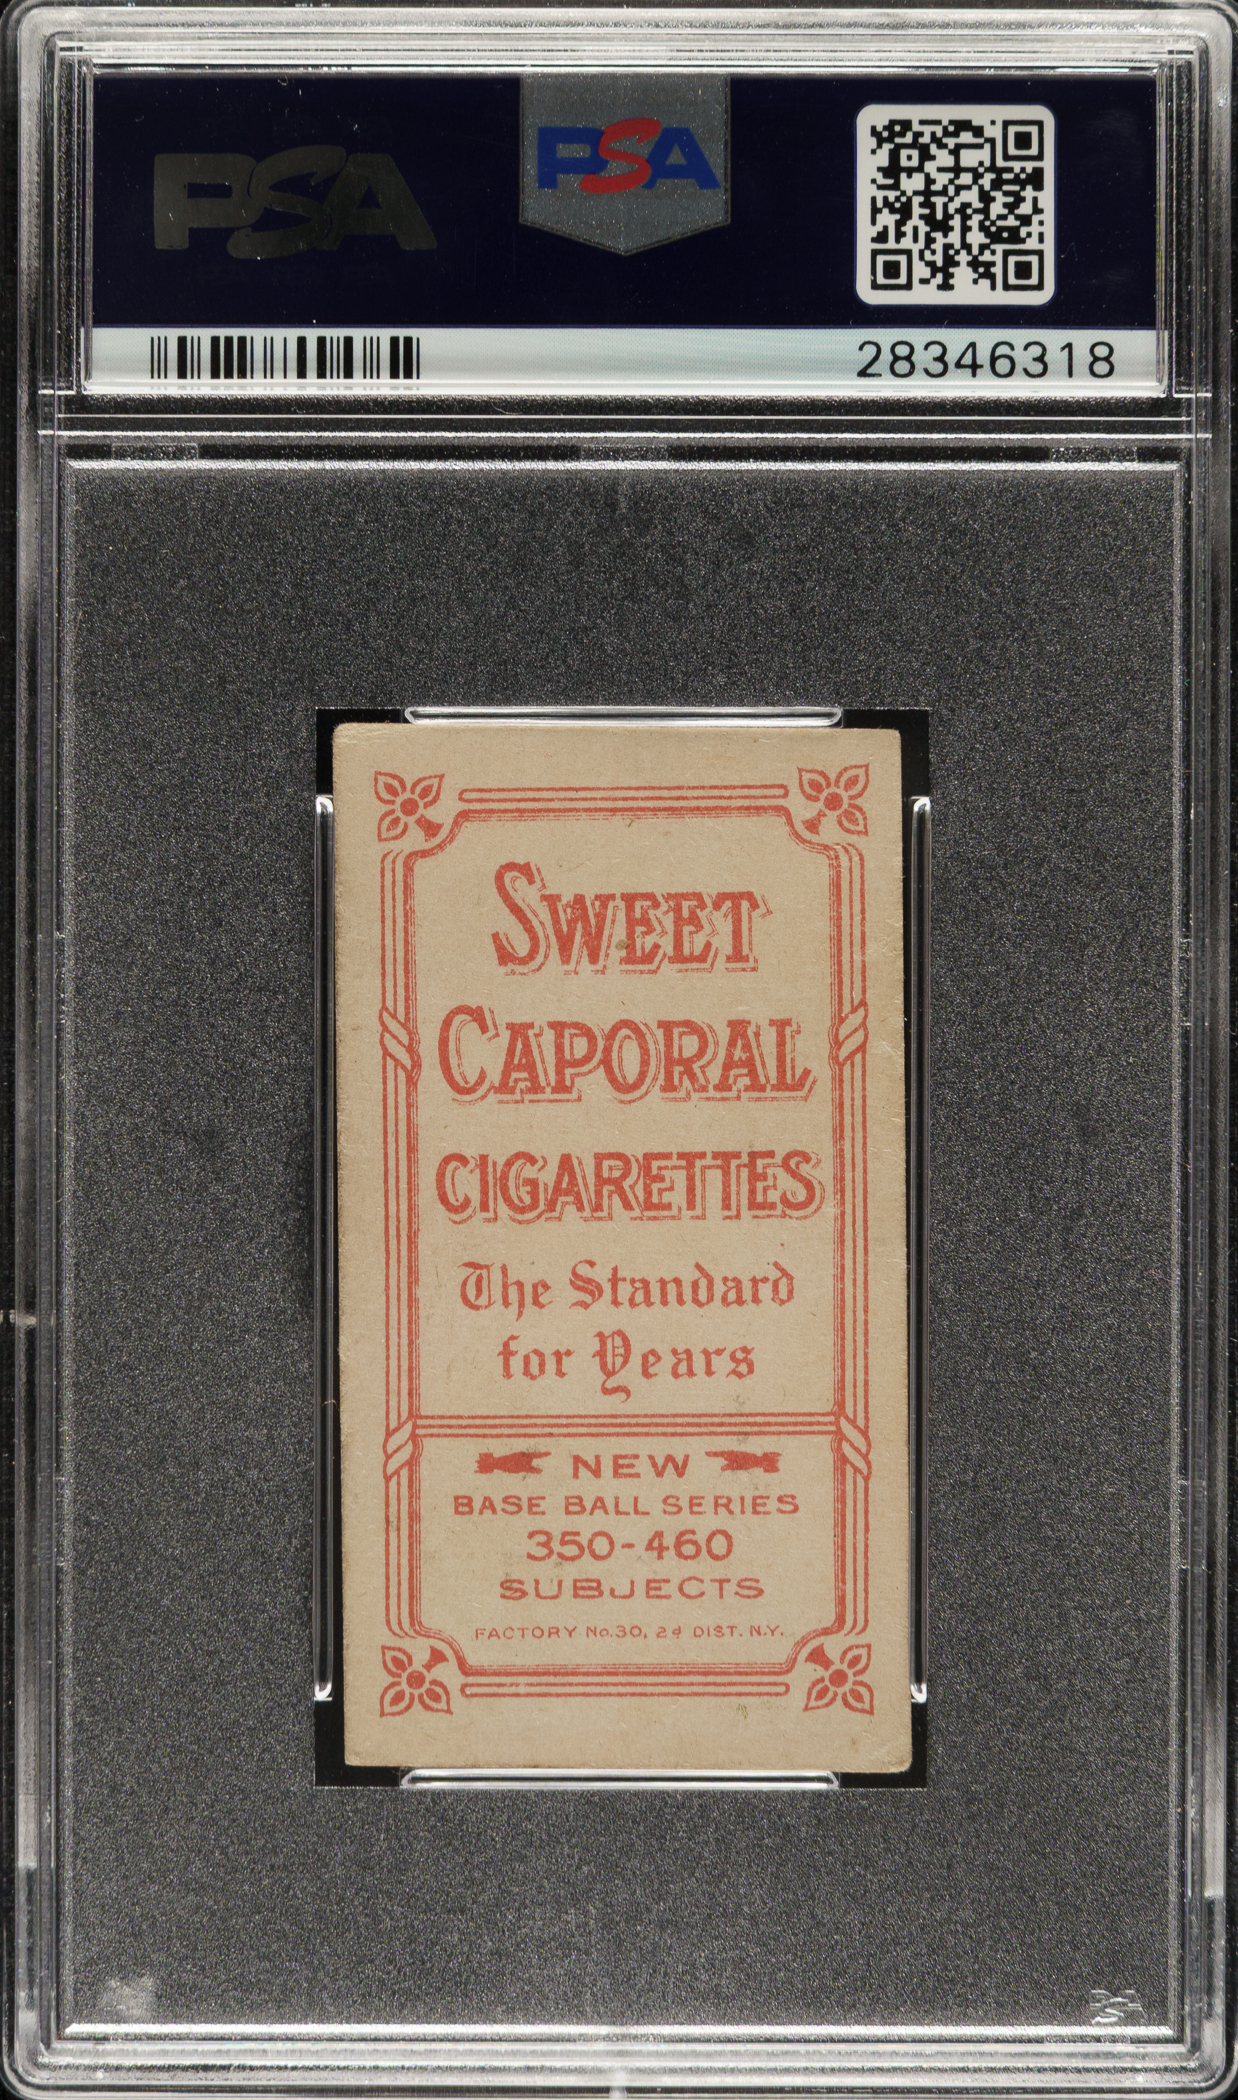 PSA
PSA
28346318
SWEET
CAPORAL
CIGARETTES
The Standard
for Years
NEW
BASE BALL SERIES
350-460
SUBJECTS
FACTORY No.30, 2d DIST. N.Y.
PSA